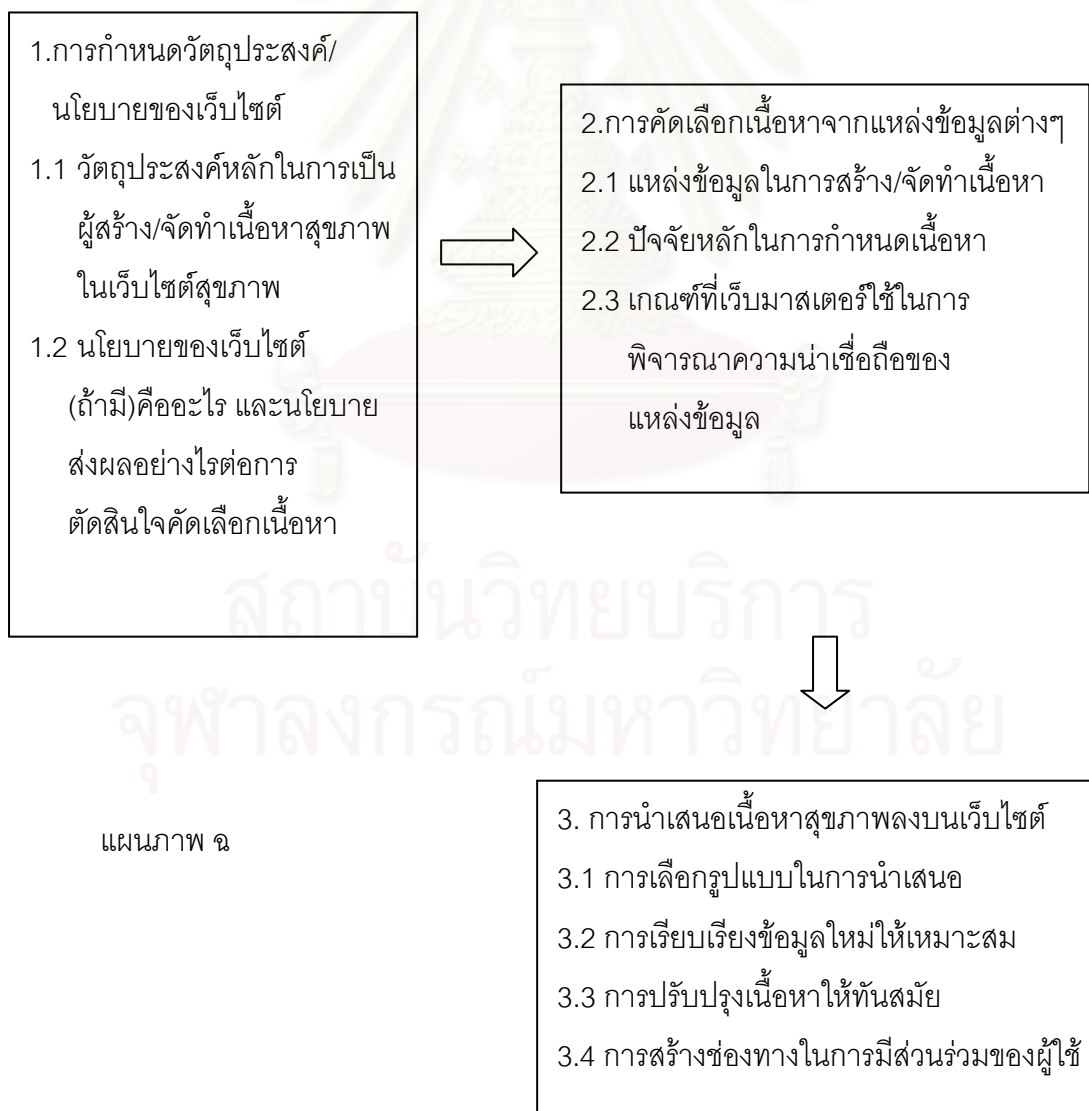 1.การกำหนดวัตถุประสงค์/
นโยบายของเว็บไซต์
1.1 วัตถุประสงค์หลักในการเป็น
ผู้สร้าง/จัดทำเนื้อหาสุขภาพ
ในเว็บไซต์สุขภาพ
1.2 นโยบายของเว็บไซต์
(ถ้ามี)คืออะไร และนโยบาย
ส่งผลอย่างไรต่อการ
ตัดสินใจคัดเลือกเนื้อหา
2.การคัดเลือกเนื้อหาจากแหล่งข้อมูลต่างๆ
2.1 แหล่งข้อมูลในการสร้าง/จัดทำเนื้อหา
2.2 ปัจจัยหลักในการกำหนดเนื้อหา
2.3 เกณฑ์ที่เว็บมาสเตอร์ใช้ในการ
พิจารณาความน่าเชื่อถือของ
แหล่งข้อมูล
สถาบันวิทยบริการ
จุฬาลงกรณ์มหาวิทยาลัย
แผนภาพ ฉ
3. การนำเสนอเนื้อหาสุขภาพลงบนเว็บไซต์
3.1 การเลือกรูปแบบในการนำเสนอ
3.2 การเรียบเรียงข้อมูลใหม่ให้เหมาะสม
3.3 การปรับปรุงเนื้อหาให้ทันสมัย
3.4 การสร้างช่องทางในการมีส่วนร่วมของผู้ใช้